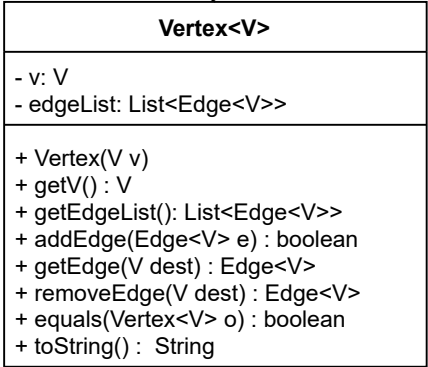 Vertex<V>
- v: V
- edgeList: List<Edge<V>>
+ Vertex(V v)
+ getV() : V
+ getEdgeList(): List<Edge<V>>
+ addEdge(Edge<V> e) : boolean
+ getEdge(V dest) : Edge<V>
+ removeEdge(V dest) : Edge<V>
+ equals(Vertex<V> o) : boolean
+ toString() :  String